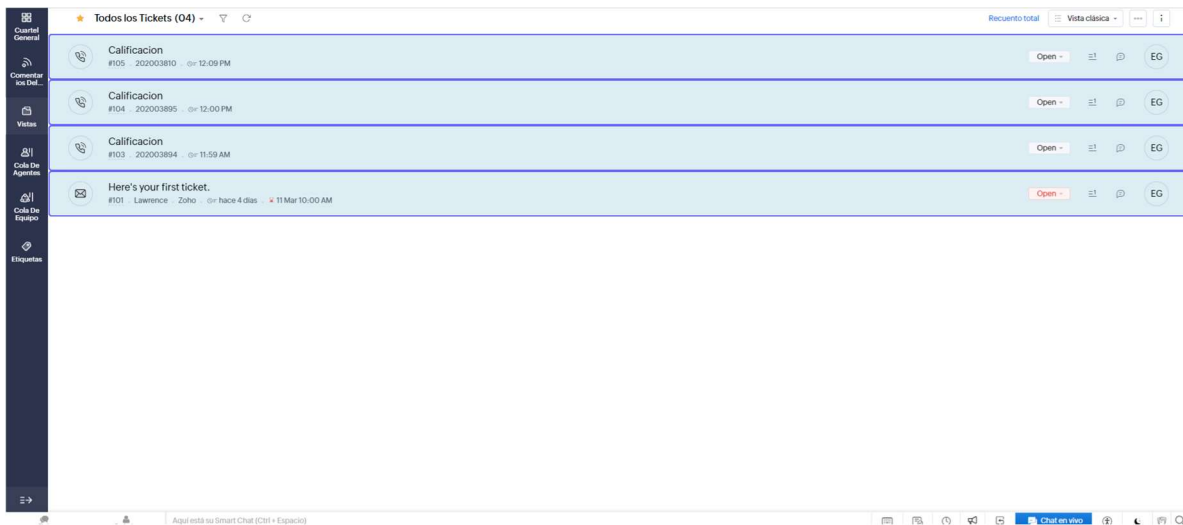 Cuartel
General
Todos los Tickets (04)
Recuento total
Vista clásica
Calificacion
#105 . 202003810 . 12:09 PM
Open
EG
Comentar
ios Del...
Calificacion
#104 . 202003895 . 12:00 PM
Open
EG
Vistas
Calificacion
#103 . 202003894 . 11:59 AM
Open
EG
Cola De
Agentes
Here's your first ticket.
#101 . Lawrence . Zoho . hace 4 dias . 11 Mar 10:00 AM
Open
EG
Cola De
Equipo
Etiquetas
Aquí está su Smart Chat (Ctrl + Espacio)
Chat en vivo